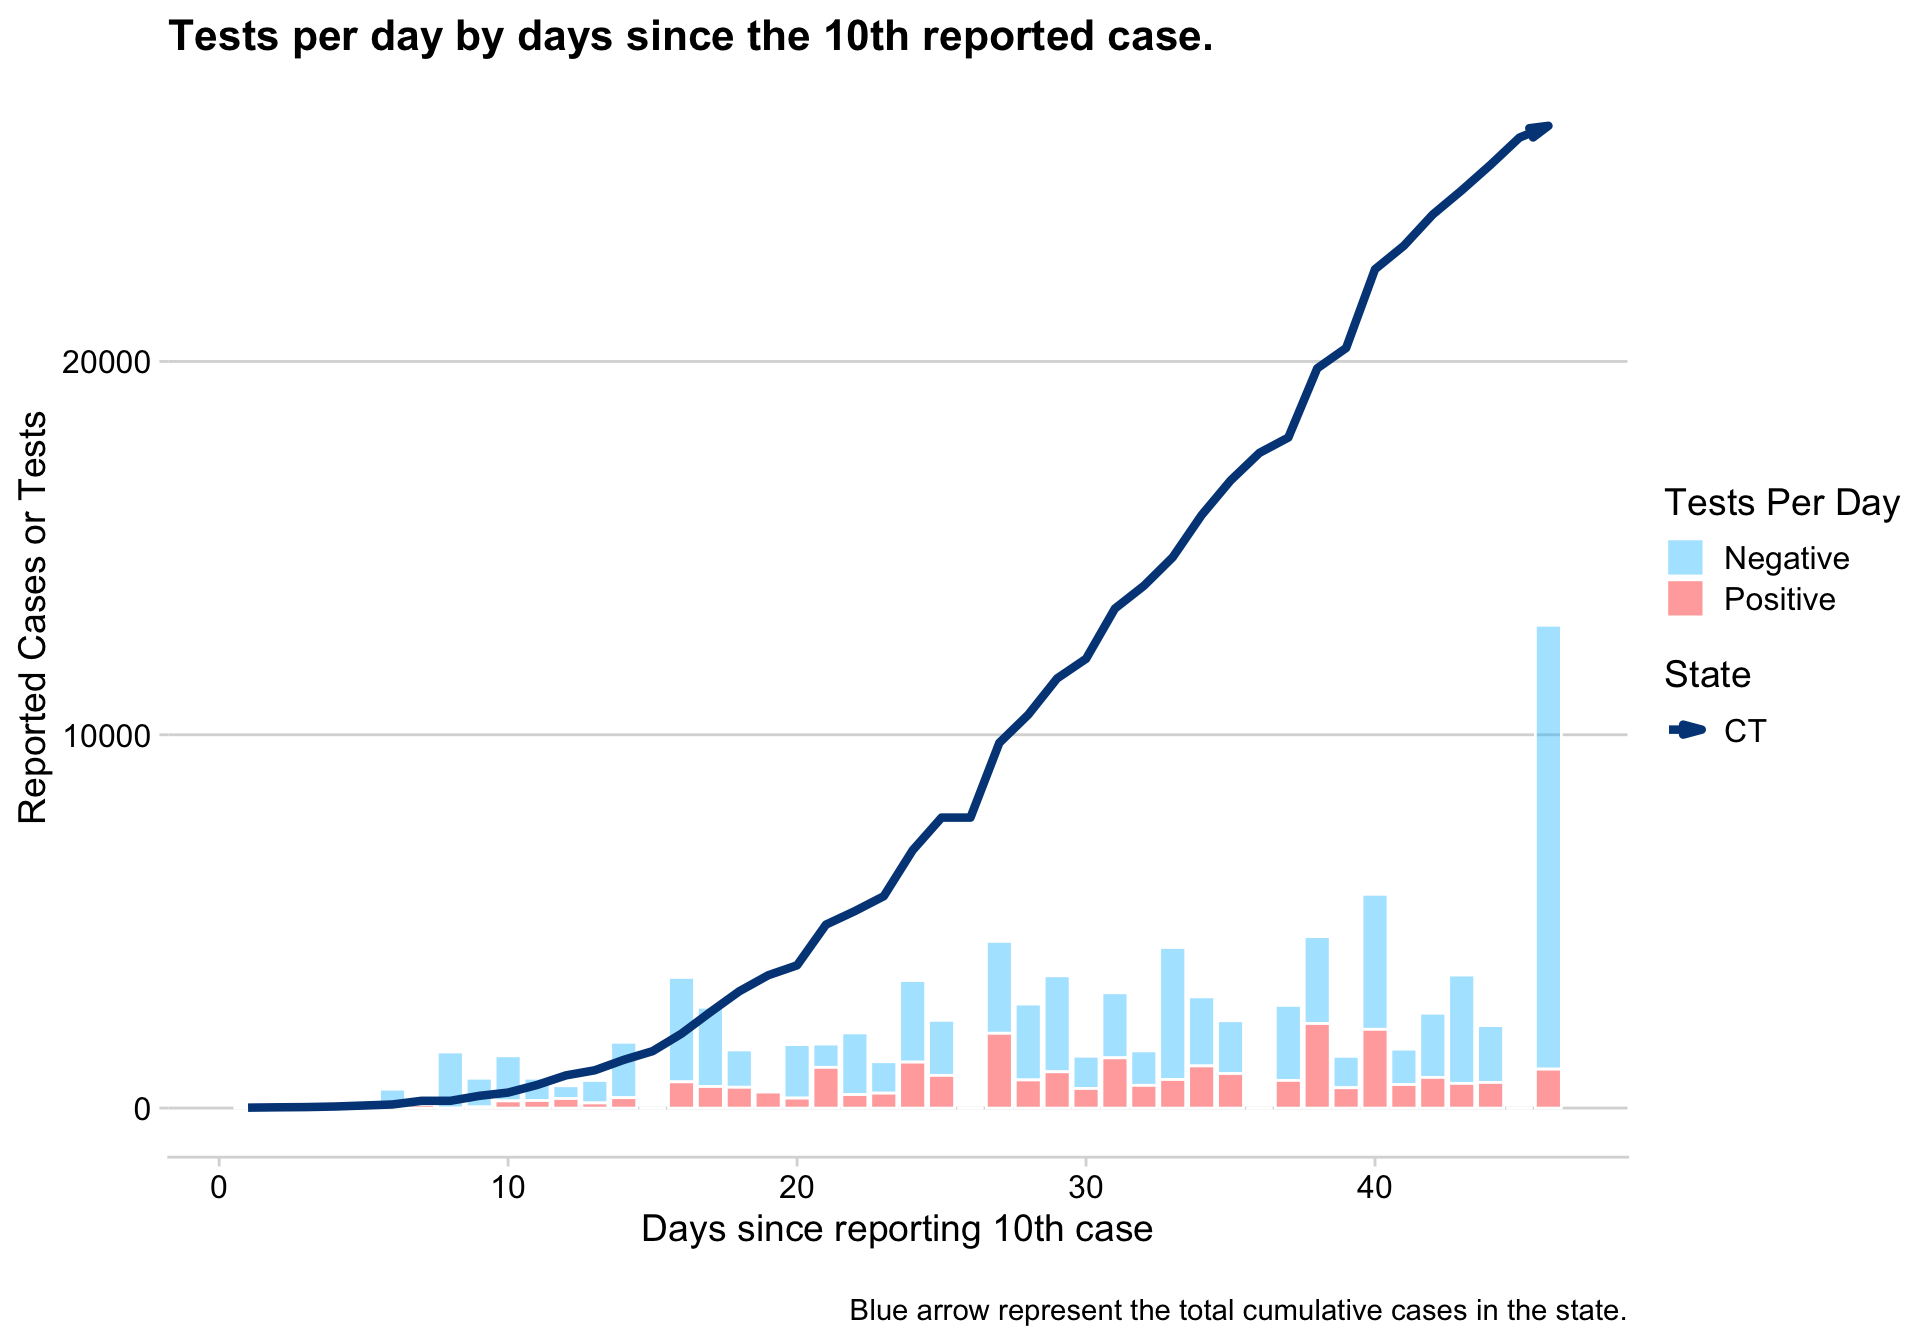 Tests per day by days since the 10th reported case.
Reported Cases or Tests
20000
10000
0
0
10
20
30
40
Days since reporting 10th case
Tests Per Day
Negative
Positive
State
CT
Blue arrow represent the total cumulative cases in the state.